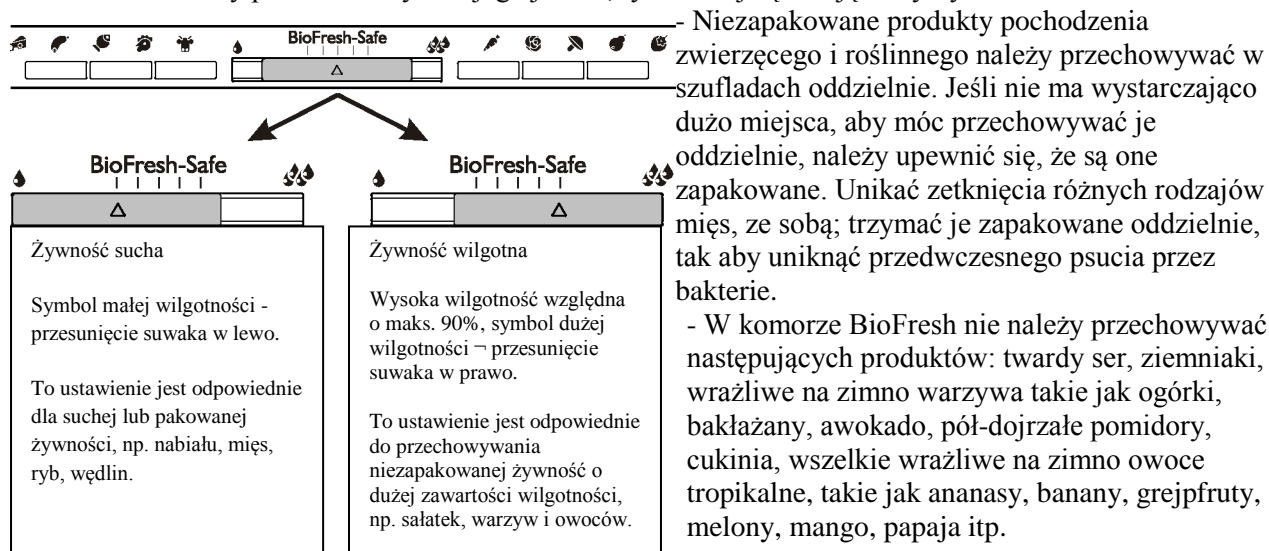 BioFresh-Safe
BioFresh-Safe
Żywność sucha
Symbol małej wilgotności -
przesunięcie suwaka w lewo.
To ustawienie jest odpowiednie
dla suchej lub pakowanej
żywności, np. nabiału, mięs,
ryb, wędlin.
BioFresh-Safe
Żywność wilgotna
Wysoka wilgotność względna
o maks. 90%, symbol dużej
wilgotności ¬ przesunięcie
suwaka w prawo.
To ustawienie jest odpowiednie
do przechowywania
niezapakowanej żywność o
dużej zawartości wilgotności,
np. sałatek, warzyw i owoców.
- Niezapakowane produkty pochodzenia
zwierzęcego i roślinnego należy przechowywać w
szufladach oddzielnie. Jeśli nie ma wystarczająco
dużo miejsca, aby móc przechowywać je
oddzielnie, należy upewnić się, że są one
zapakowane. Unikać zetknięcia różnych rodzajów
mięs, ze sobą; trzymać je zapakowane oddzielnie,
tak aby uniknąć przedwczesnego psucia przez
bakterie.
- W komorze BioFresh nie należy przechowywać
następujących produktów: twardy ser, ziemniaki,
wrażliwe na zimno warzywa takie jak ogórki,
bakłażany, awokado, pół-dojrzałe pomidory,
cukinia, wszelkie wrażliwe na zimno owoce
tropikalne, takie jak ananasy, banany, grejpfruty,
melony, mango, papaja itp.